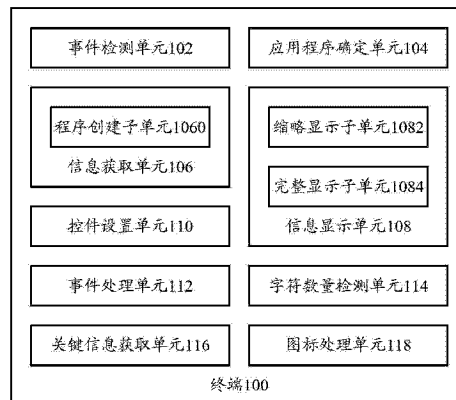 事件检测单元102
应用程序确定单元104
程序创建子单元1060
信息获取单元106
缩略显示子单元1082
完整显示子单元1084
信息显示单元108
控件设置单元110
事件处理单元112
字符数量检测单元114
关键信息获取单元116
图标处理单元118
终端100